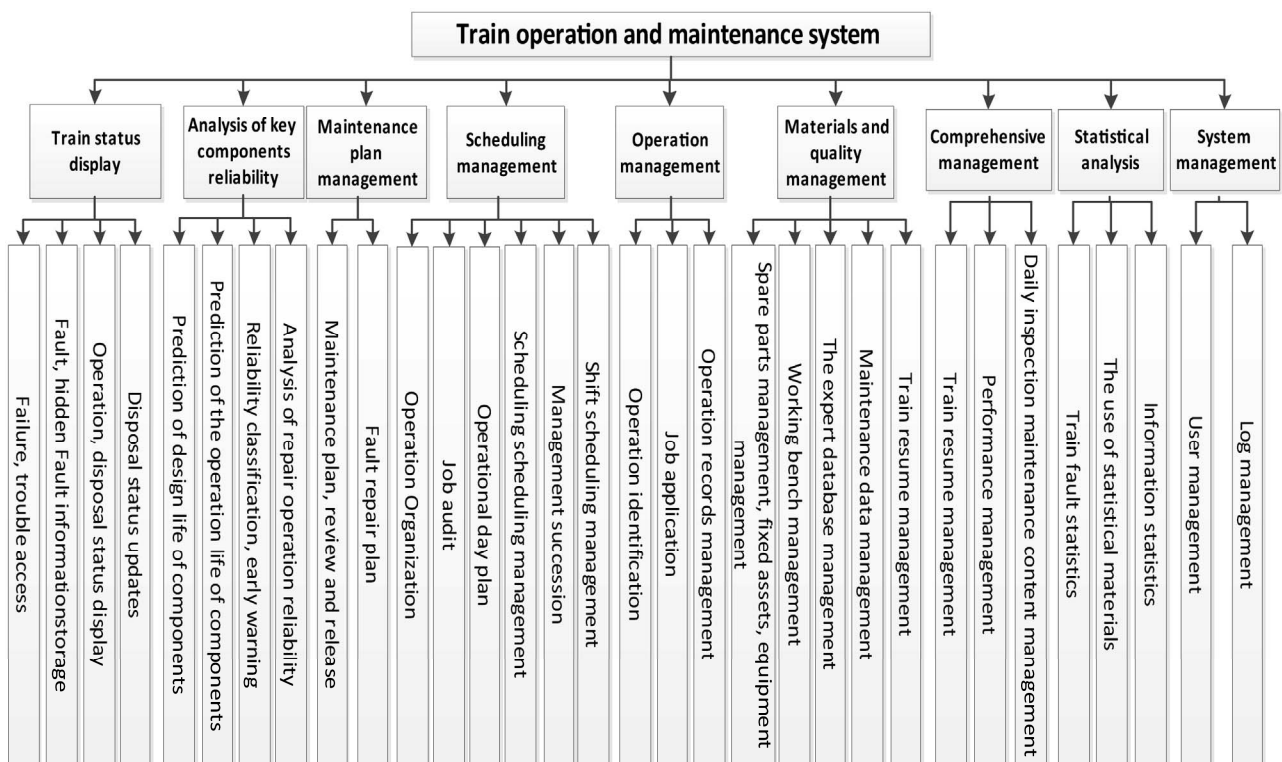 Train operation and maintenance system
Train status
display
Analysis of key
components
reliability
Maintenance
plan
management
Scheduling
management
Operation
management
Materials and
quality
management
Comprehensive
management
Statistical
analysis
System
management
Failure, trouble access
Fault, hidden Fault informationstorage
Operation, disposal status display
Disposal status updates
Prediction of design life of components
Prediction of the operation life of components
Reliability classification, early warning
Analysis of repair operation reliability
Maintenance plan, review and release
Fault repair plan
Operation Organization
Job audit
Operational day plan
Scheduling scheduling management
Management succession
Shift scheduling management
Operation identification
Job application
Operation records management
Spare parts management, fixed assets, equipment
management
Working bench management
The expert database management
Maintenance data management
Train resume management
Train resume management
Performance management
Daily inspection maintenance content management
Train fault statistics
The use of statistical materials
Information statistics
User management
Log management